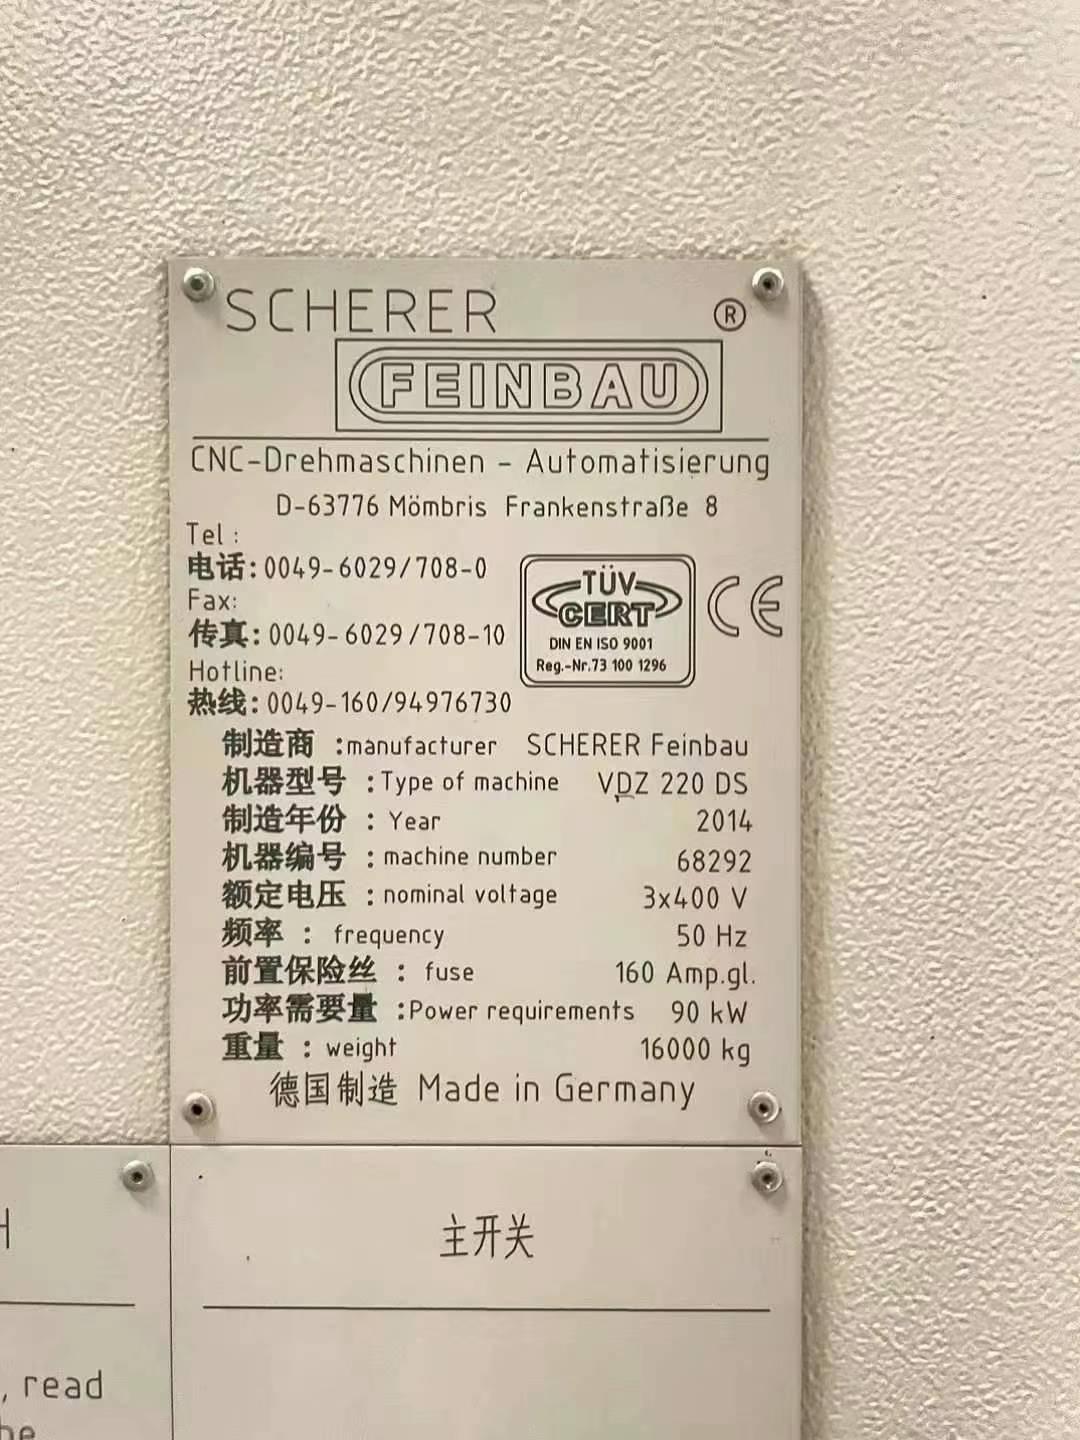 SCHERER ®
FEINBAU
CNC-Drehmaschinen - Automatisierung
D-63776 Mömbris Frankenstraße 8
Tel :
电话: 0049-6029/708-0
Fax:
传真: 0049-6029/708-10
Hotline:
热线: 0049-160/94976730
TÜV
CERT
DIN EN ISO 9001
Reg.-Nr.73 100 1296
CE
制造商 :manufacturer SCHERER Feinbau
机器型号 :Type of machine VDZ 220 DS
制造年份 : Year 2014
机器编号 : machine number 68292
额定电压 : nominal voltage 3x400 V
频率 : frequency 50 Hz
前置保险丝 : fuse 160 Amp.gl.
功率需要量 :Power requirements 90 kW
重量 : weight 16000 kg
德国制造 Made in Germany
主开关
, read